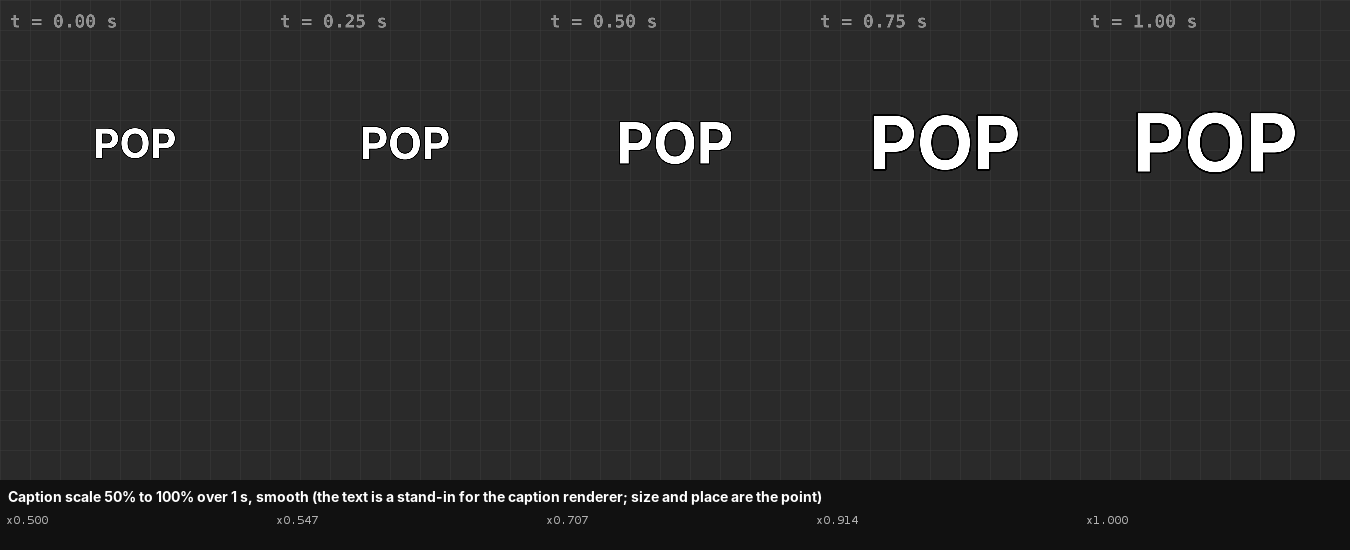 t = 0.00 s t = 0.25 s t = 0.50 s t = 0.75 s t = 1.00 s
POP POP POP POP POP
Caption scale 50% to 100% over 1 s, smooth (the text is a stand-in for the caption renderer; size and place are the point)
x0.500 x0.547 x0.707 x0.914 x1.000